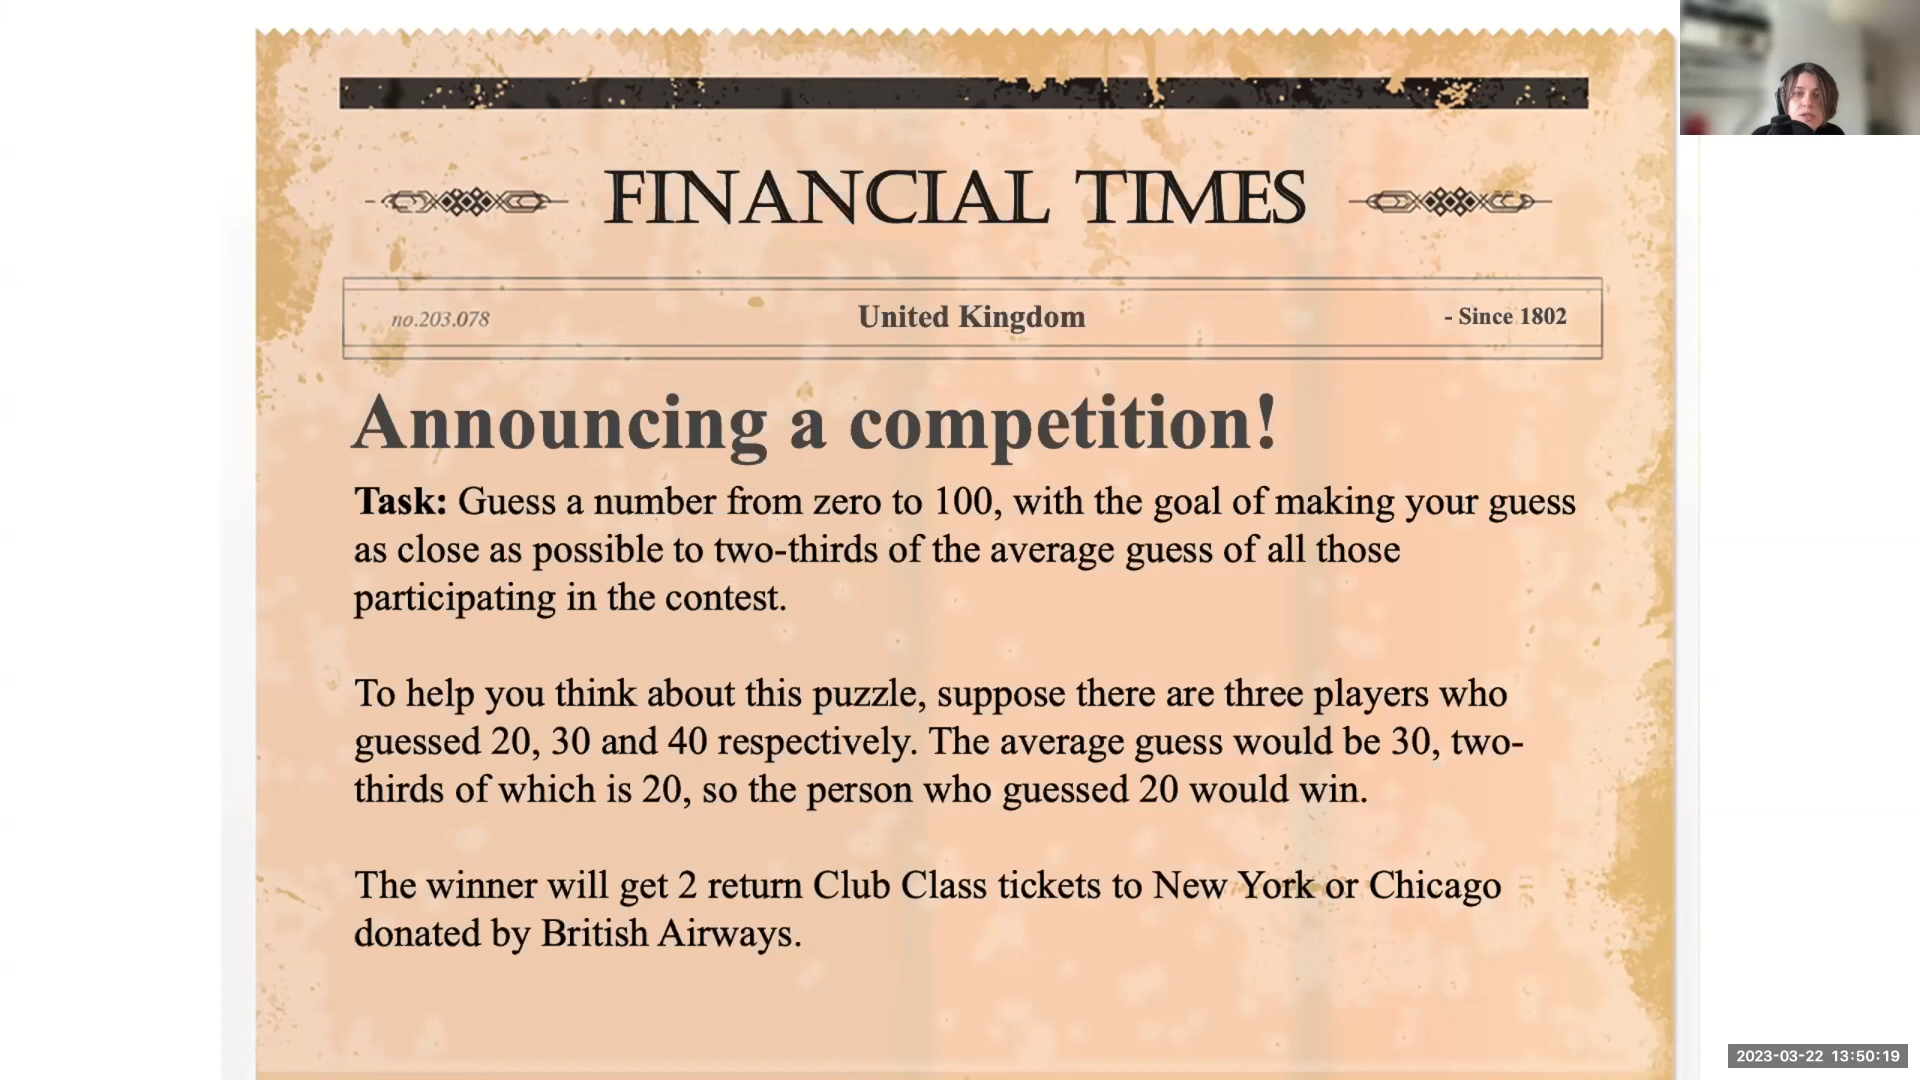 FINANCIAL TIMES
no.203.078
United Kingdom
- Since 1802
Announcing a competition!
Task: Guess a number from zero to 100, with the goal of making your guess
as close as possible to two-thirds of the average guess of all those
participating in the contest.
To help you think about this puzzle, suppose there are three players who
guessed 20, 30 and 40 respectively. The average guess would be 30, two-
thirds of which is 20, so the person who guessed 20 would win.
The winner will get 2 return Club Class tickets to New York or Chicago
donated by British Airways.
2023-03-22 13:50:19